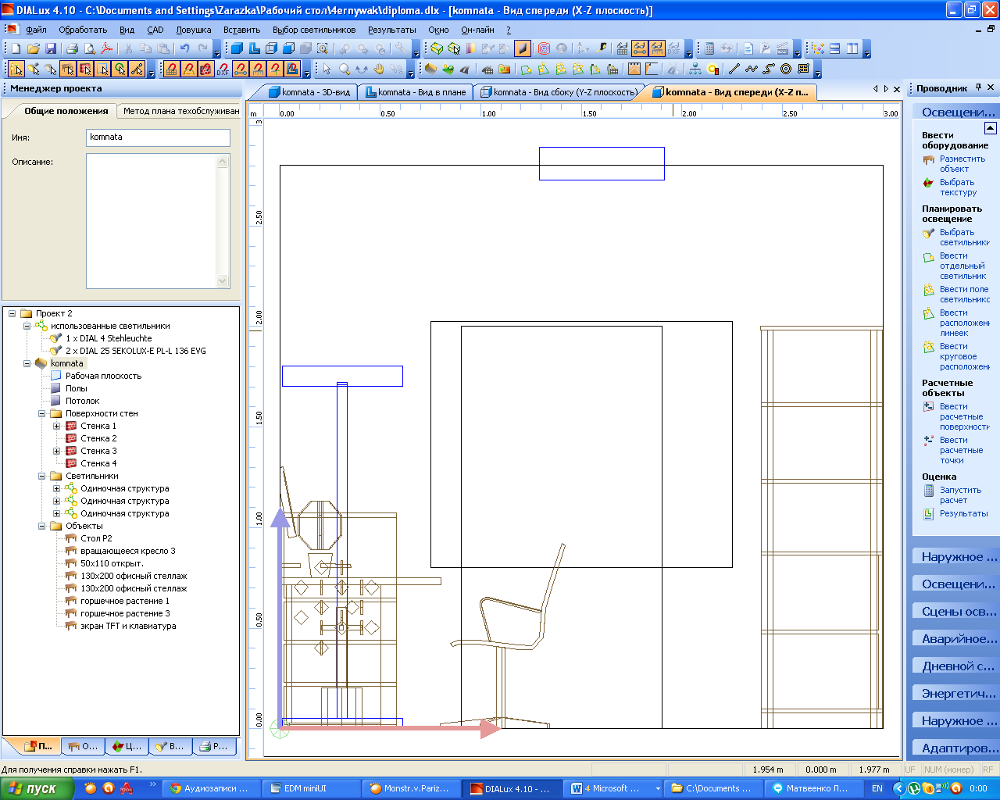 DIALux 4.10 - C:\Documents and Settings\Zarazka\Рабочий стол\4ernywak\diploma.dlx - [komnata - Вид спереди (X-Z плоскость)]
Файл Обработать Вид CAD Ловушка Вставить Выбор светильников Результаты Окно Он-лайн ?
DXF
DXF
Менеджер проекта
Общие положения
Метод плана техобслуживан
Имя:
komnata
Описание:
Проект 2
использованные светильники
1 x DIAL 4 Stehleuchte
2 x DIAL 25 SEKOLUX-E PL-L 136 EVG
komnata
Рабочая плоскость
Полы
Потолок
Поверхности стен
Стенка 1
Стенка 2
Стенка 3
Стенка 4
Светильники
Одиночная структура
Одиночная структура
Одиночная структура
Объекты
Стол P2
вращающееся кресло 3
50x110 открыт.
130x200 офисный стеллаж
130x200 офисный стеллаж
горшечное растение 1
горшечное растение 3
экран TFT и клавиатура
П... О... Ц... В... Р...
komnata - 3D-вид
komnata - Вид в плане
komnata - Вид сбоку (Y-Z плоскость)
komnata - Вид спереди (X-Z п...
m 0.00 0.50 1.00 1.50 2.00 2.50 3.00
3
2.50
2.00
1.50
1.00
0.50
0.00
Проводник
Освещени...
Ввести
оборудование
Разместить
объект
Выбрать
текстуру
Планировать
освещение
Выбрать
светильники
Ввести
отдельный
светильник
Ввести поле
светильникс
Ввести
расположен
линеек
Ввести
круговое
расположен
Расчетные
объекты
Ввести
расчетные
поверхности
Ввести
расчетные
точки
Оценка
Запустить
расчет
Результаты
Наружное ...
Освещени...
Сцены осв...
Аварийное...
Дневной с...
Энергетич...
Наружное ...
Адаптиров...
Для получения справки нажать F1.
1.954 m 0.000 m 1.977 m UF NUM (номер) RF
пуск
Аудиозаписи ...
EDM miniUI
Monstr.v.Pariz...
DIALux 4.10 - ...
4 Microsoft ...
C:\Documents ...
Матвеенко Л...
EN
0:00